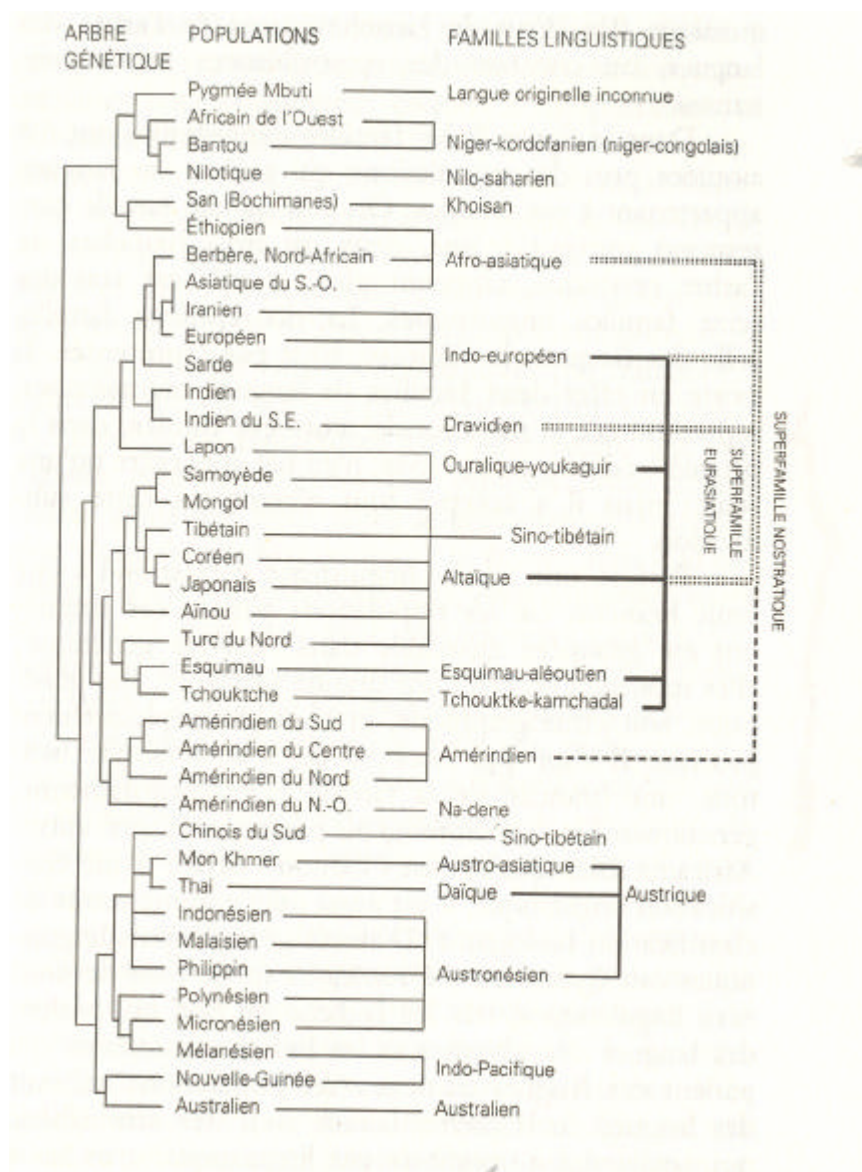 ARBRE GÉNÉTIQUE POPULATIONS FAMILLES LINGUISTIQUES
Pygmée Mbuti Langue originelle inconnue
Africain de l'Ouest
Bantou Niger-kordofanien (niger-congolais)
Nilotique Nilo-saharien
San (Bochimanes) Khoisan
Éthiopien
Berbère, Nord-Africain Afro-asiatique
Asiatique du S.-O.
Iranien
Européen Indo-européen
Sarde
Indien
Indien du S.E. Dravidien
Lapon
Samoyède Ouralique-youkaguir
Mongol
Tibétain Sino-tibétain
Coréen
Japonais Altaïque
Aïnou
Turc du Nord
Esquimau Esquimau-aléoutien
Tchouktche Tchouktke-kamchadal
Amérindien du Sud
Amérindien du Centre Amérindien
Amérindien du Nord
Amérindien du N.-O. Na-dene
Chinois du Sud Sino-tibétain
Mon Khmer Austro-asiatique
Thaï Daïque Austrique
Indonésien
Malaisien
Philippin Austronésien
Polynésien
Micronésien
Mélanésien
Nouvelle-Guinée Indo-Pacifique
Australien Australien
SUPERFAMILLE EURASIATIQUE
SUPERFAMILLE NOSTRATIQUE